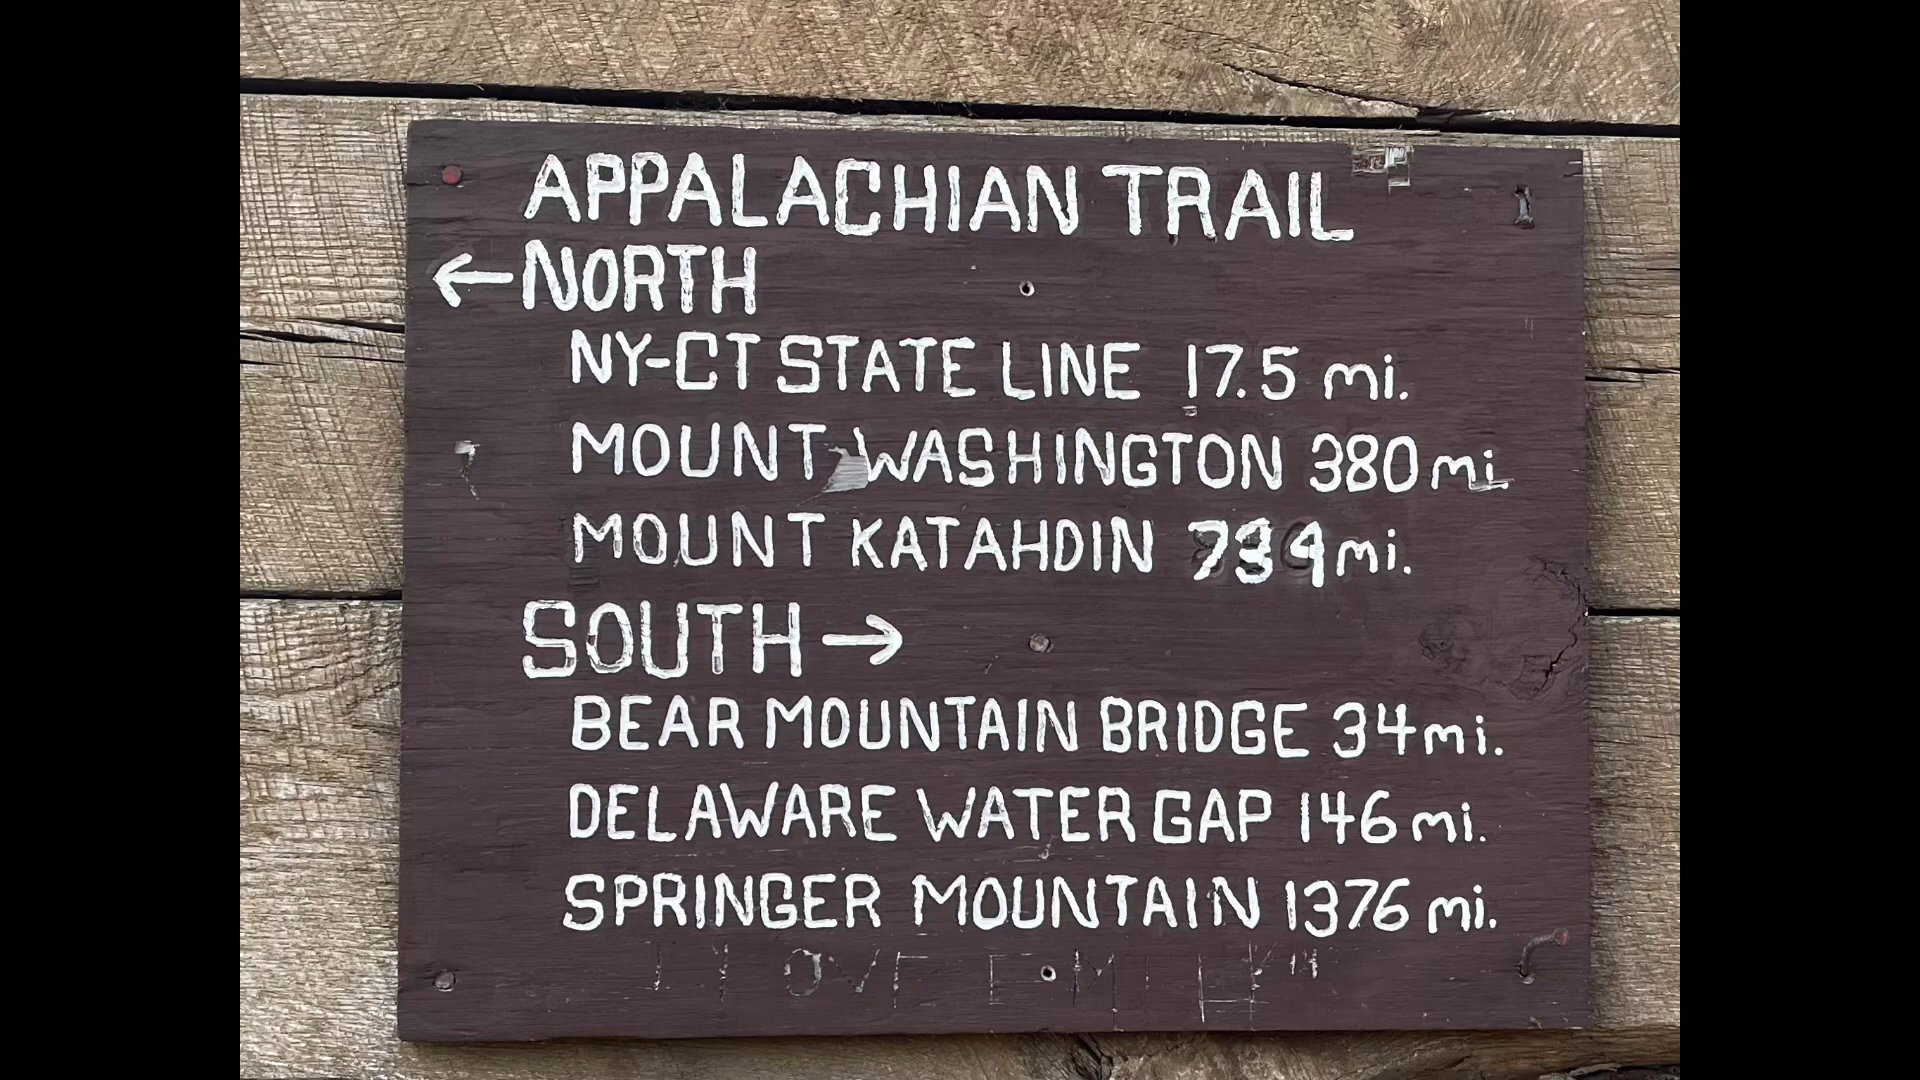 APPALACHIAN TRAIL
←NORTH
NY-CT STATE LINE 17.5 mi.
MOUNT WASHINGTON 380 mi.
MOUNT KATAHDIN 734 mi.
SOUTH→
BEAR MOUNTAIN BRIDGE 34 mi.
DELAWARE WATER GAP 146 mi.
SPRINGER MOUNTAIN 1376 mi.